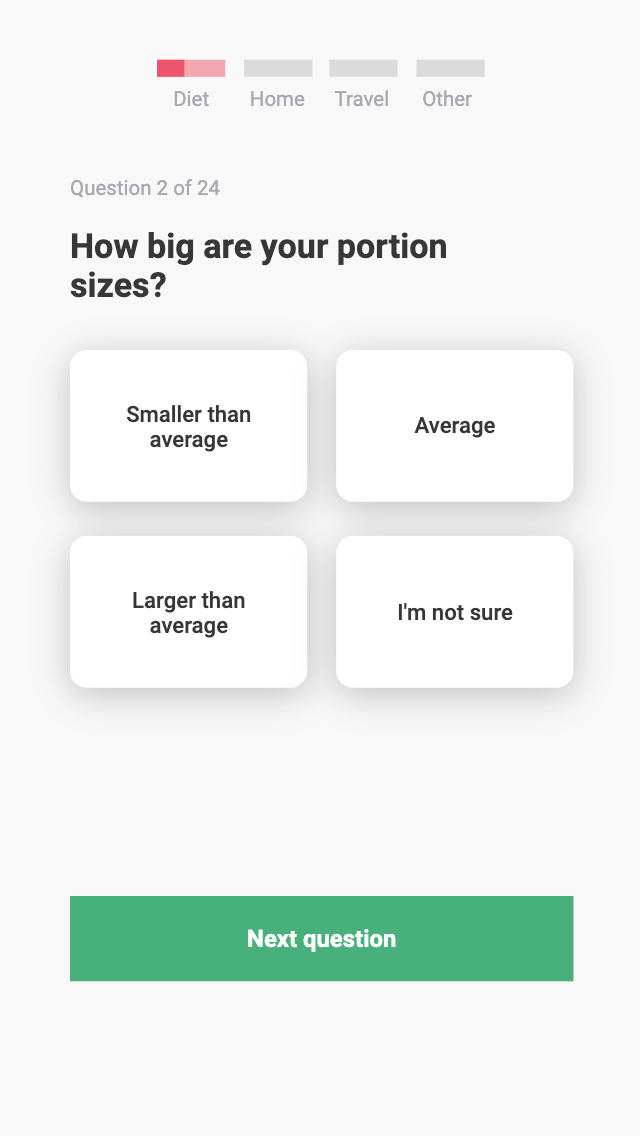 Diet
Home
Travel
Other
Question 2 of 24
How big are your portion
sizes?
Smaller than
average
Average
Larger than
average
I'm not sure
Next question